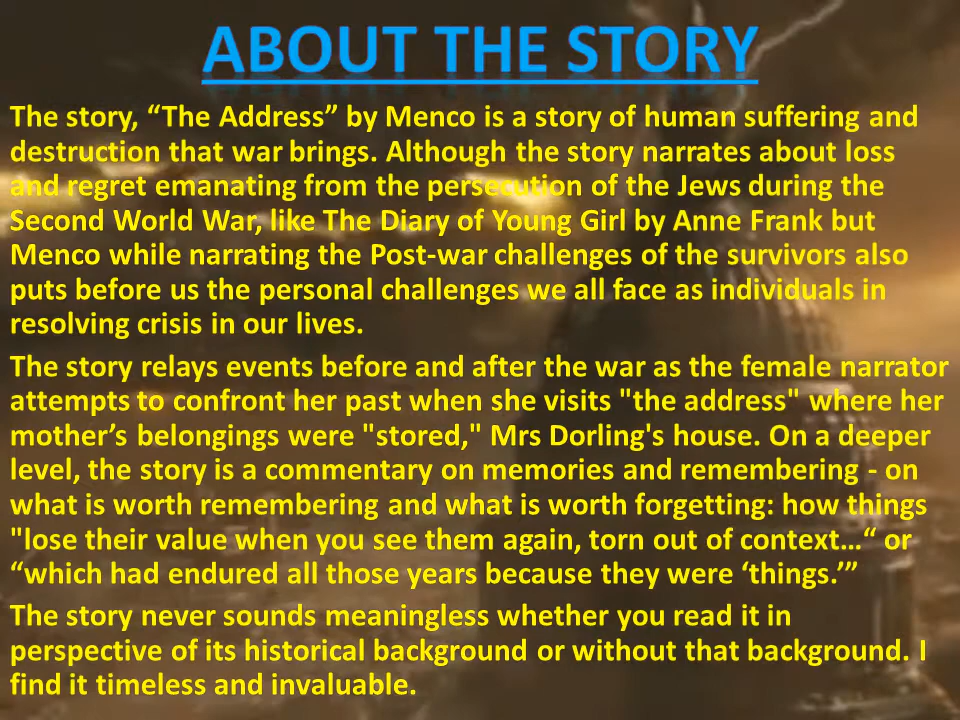 ABOUT THE STORY
The story, “The Address” by Menco is a story of human suffering and
destruction that war brings. Although the story narrates about loss
and regret emanating from the persecution of the Jews during the
Second World War, like The Diary of Young Girl by Anne Frank but
Menco while narrating the Post-war challenges of the survivors also
puts before us the personal challenges we all face as individuals in
resolving crisis in our lives.
The story relays events before and after the war as the female narrator
attempts to confront her past when she visits "the address" where her
mother’s belongings were "stored," Mrs Dorling's house. On a deeper
level, the story is a commentary on memories and remembering - on
what is worth remembering and what is worth forgetting: how things
"lose their value when you see them again, torn out of context…“ or
“which had endured all those years because they were ‘things.’”
The story never sounds meaningless whether you read it in
perspective of its historical background or without that background. I
find it timeless and invaluable.